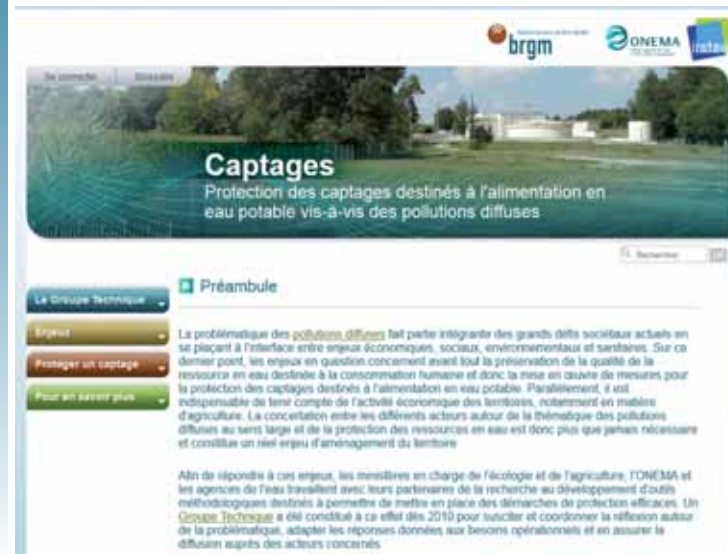 brgm
ONEMA
irstea
Se connecter Glossaire
Captages
Protection des captages destinés à l'alimentation en
eau potable vis-à-vis des pollutions diffuses
Rechercher
Préambule
Le Groupe Technique
Enjeux
Protéger un captage
Pour en savoir plus
La problématique des pollutions diffuses fait partie intégrante des grands défis sociétaux actuels en
se plaçant à l'interface entre enjeux économiques, sociaux, environnementaux et sanitaires. Sur ce
dernier point, les enjeux en question concernent avant tout la préservation de la qualité de la
ressource en eau destinée à la consommation humaine et donc la mise en œuvre de mesures pour
la protection des captages destinés à l'alimentation en eau potable. Parallèlement, il est
indispensable de tenir compte de l'activité économique des territoires, notamment en matière
d'agriculture. La concertation entre les différents acteurs autour de la thématique des pollutions
diffuses au sens large et de la protection des ressources en eau est donc plus que jamais nécessaire
et constitue un réel enjeu d'aménagement du territoire
Afin de répondre à ces enjeux, les ministères en charge de l'écologie et de l'agriculture, l'ONEMA et
les agences de l'eau travaillent avec leurs partenaires de la recherche au développement d'outils
méthodologiques destinés à permettre de mettre en place des démarches de protection efficaces. Un
Groupe Technique a été constitué à ce effet dès 2010 pour susciter et coordonner la réflexion autour
de la problématique, adapter les réponses données aux besoins opérationnels et en assurer la
diffusion auprès des acteurs concernés